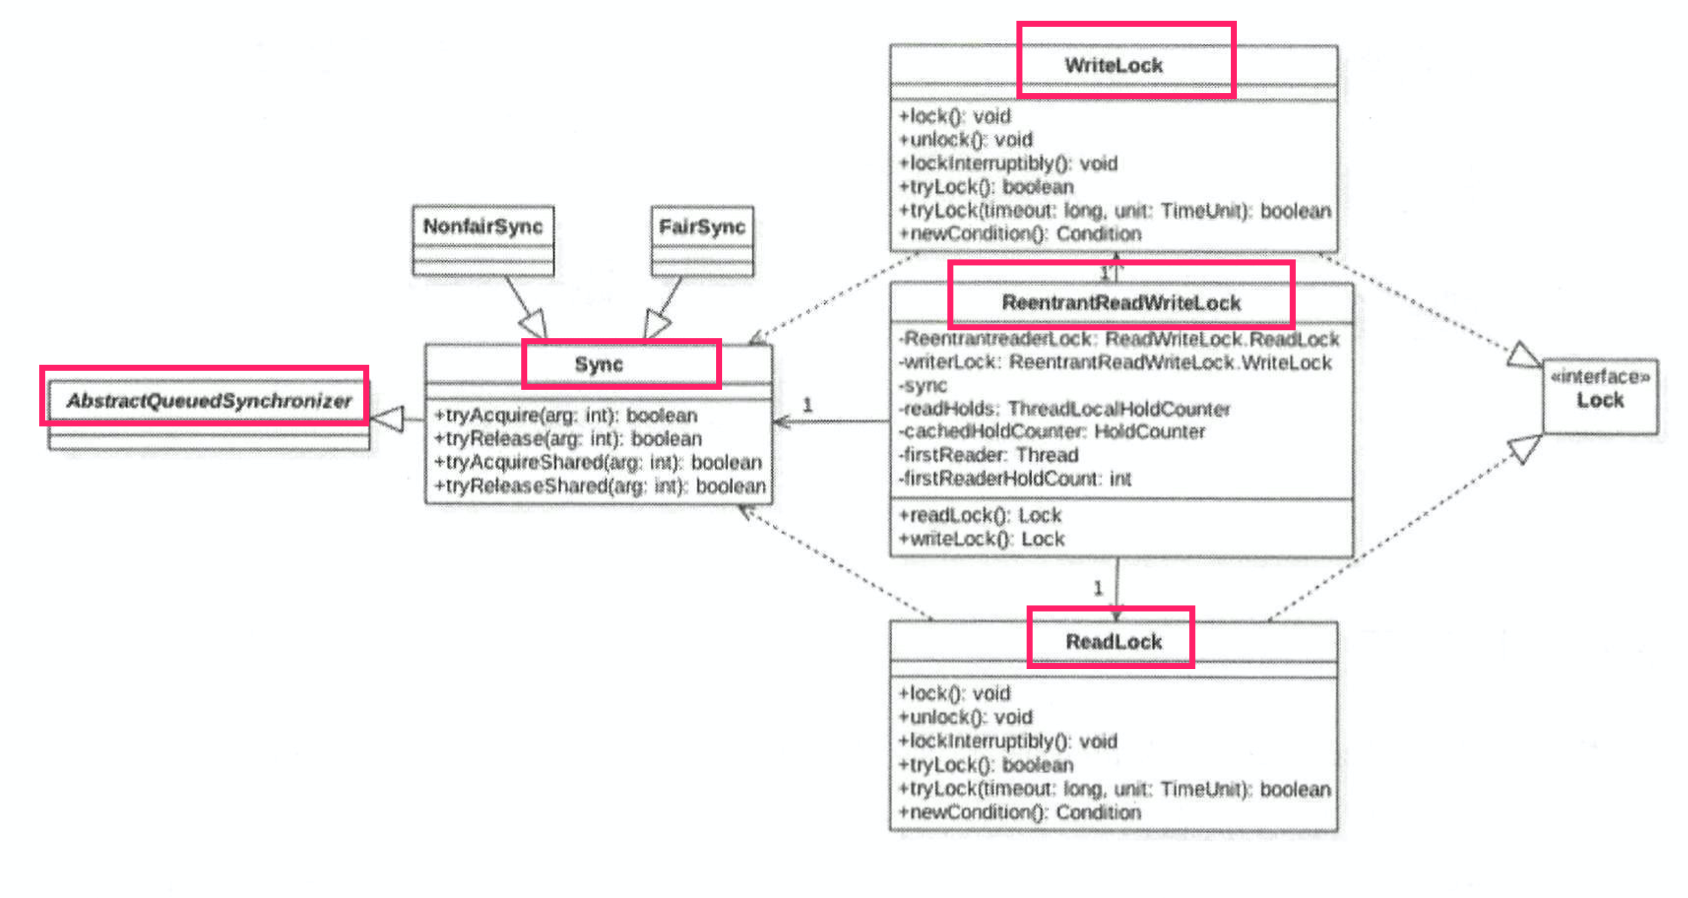 WriteLock
+lock(): void
+unlock(): void
+lockInterruptibly(): void
+tryLock(): boolean
+tryLock(timeout: long, unit: TimeUnit): boolean
+newCondition(): Condition
NonfairSync
FairSync
1
ReentrantReadWriteLock
-ReentrantreaderLock: ReadWriteLock.ReadLock
-writerLock: ReentrantReadWriteLock.WriteLock
-sync
-readHolds: ThreadLocalHoldCounter
-cachedHoldCounter: HoldCounter
-firstReader: Thread
-firstReaderHoldCount: int
+readLock(): Lock
+writeLock(): Lock
Sync
+tryAcquire(arg: int): boolean
+tryRelease(arg: int): boolean
+tryAcquireShared(arg: int): boolean
+tryReleaseShared(arg: int): boolean
1
AbstractQueuedSynchronizer
«interface»
Lock
1
ReadLock
+lock(): void
+unlock(): void
+lockInterruptibly(): void
+tryLock(): boolean
+tryLock(timeout: long, unit: TimeUnit): boolean
+newCondition(): Condition